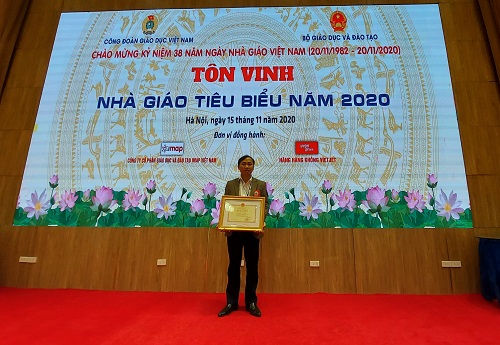 CÔNG ĐOÀN GIÁO DỤC VIỆT NAM
BỘ GIÁO DỤC VÀ ĐÀO TẠO
CHÀO MỪNG KỶ NIỆM 38 NĂM NGÀY NHÀ GIÁO VIỆT NAM (20/11/1982 - 20/11/2020)
TÔN VINH
NHÀ GIÁO TIÊU BIỂU NĂM 2020
Hà Nội, ngày 15 tháng 11 năm 2020
Đơn vị đồng hành:
map
CÔNG TY CỔ PHẦN GIÁO DỤC VÀ ĐÀO TẠO VIỆT NAM
HÃNG HÀNG KHÔNG VIETJET